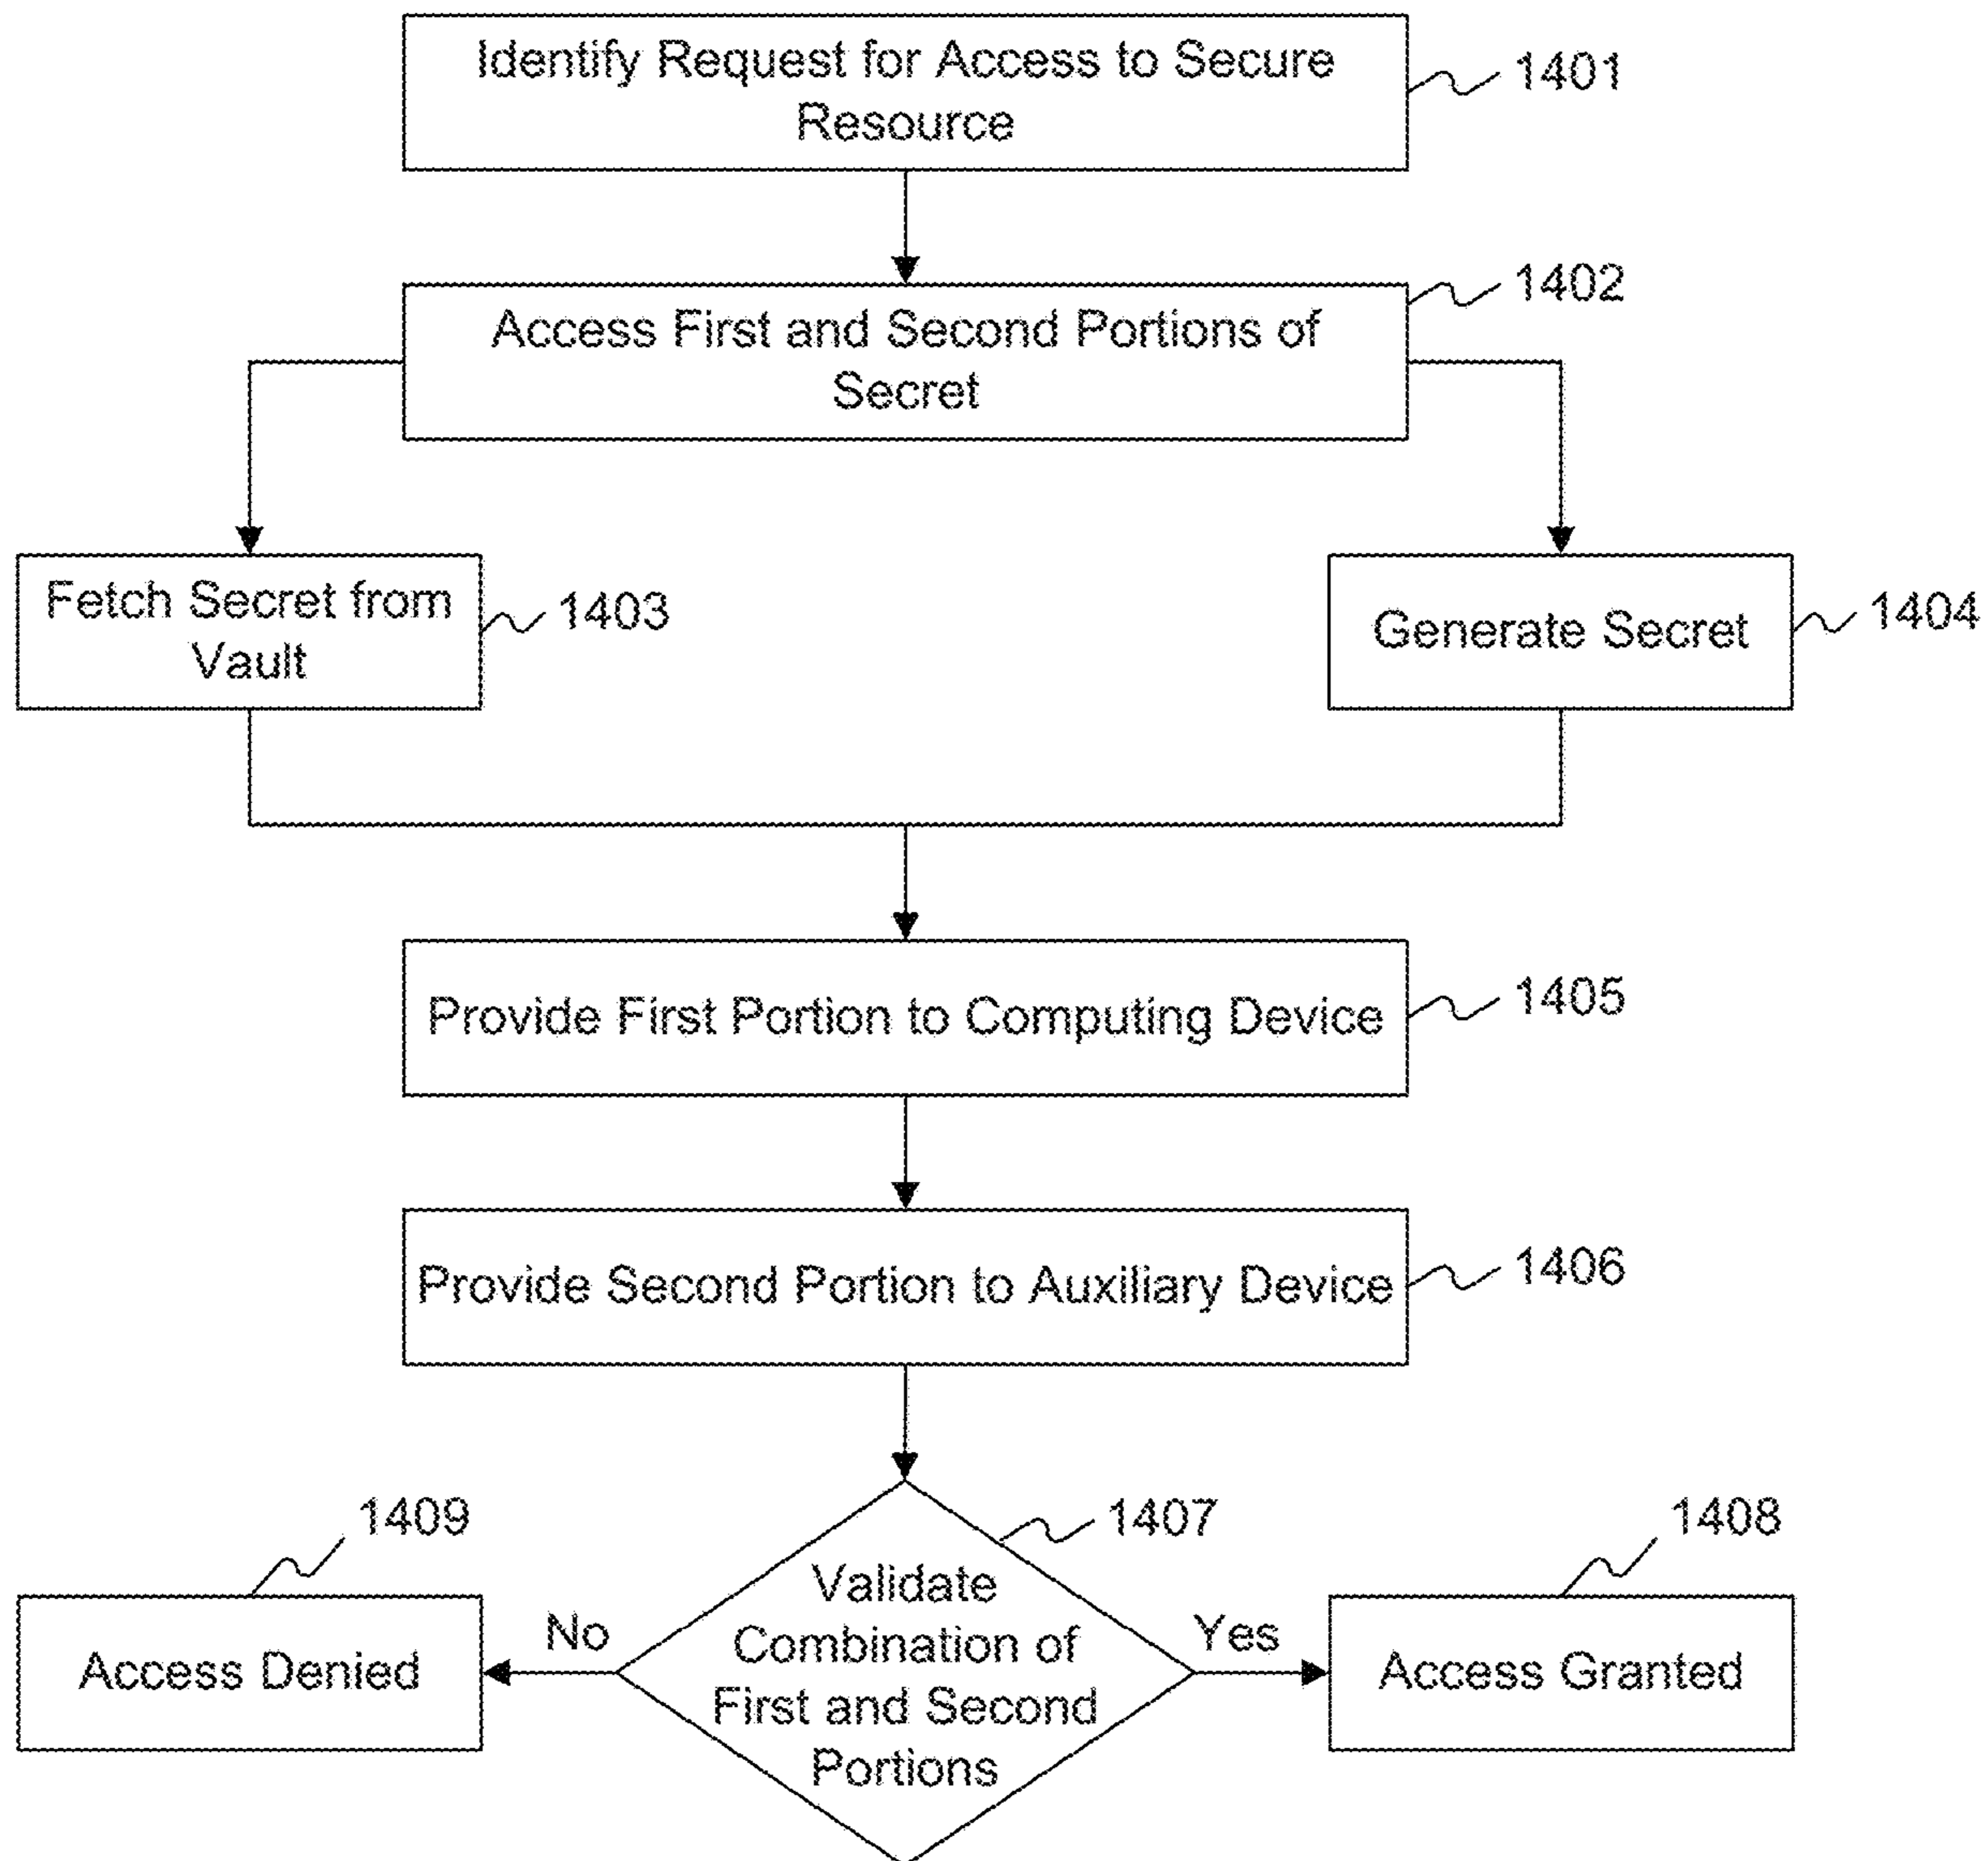 Identify Request for Access to Secure
Resource
1401
Access First and Second Portions of
Secret
1402
Fetch Secret from
Vault
1403
Generate Secret
1404
Provide First Portion to Computing Device
1405
Provide Second Portion to Auxiliary Device
1406
1409
1407
1408
Access Denied
No
Validate
Combination of
First and Second
Portions
Yes
Access Granted